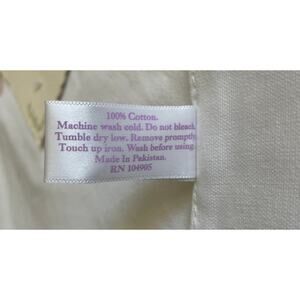 100% Cotton.
Machine wash cold. Do not bleach.
Tumble dry low. Remove promptly.
Touch up iron. Wash before using.
Made In Pakistan.
RN 104905